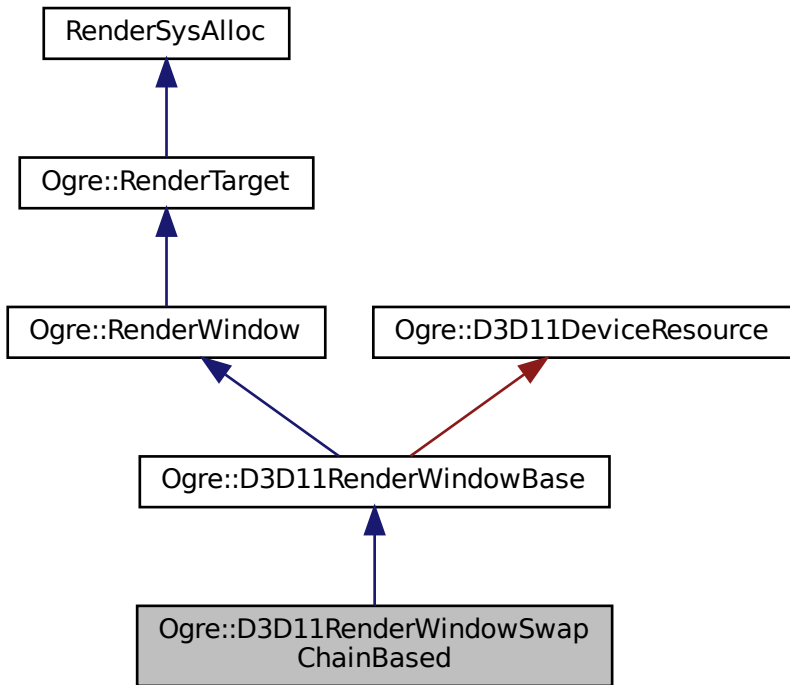 RenderSysAlloc
Ogre::RenderTarget
Ogre::RenderWindow
Ogre::D3D11DeviceResource
Ogre::D3D11RenderWindowBase
Ogre::D3D11RenderWindowSwap
ChainBased